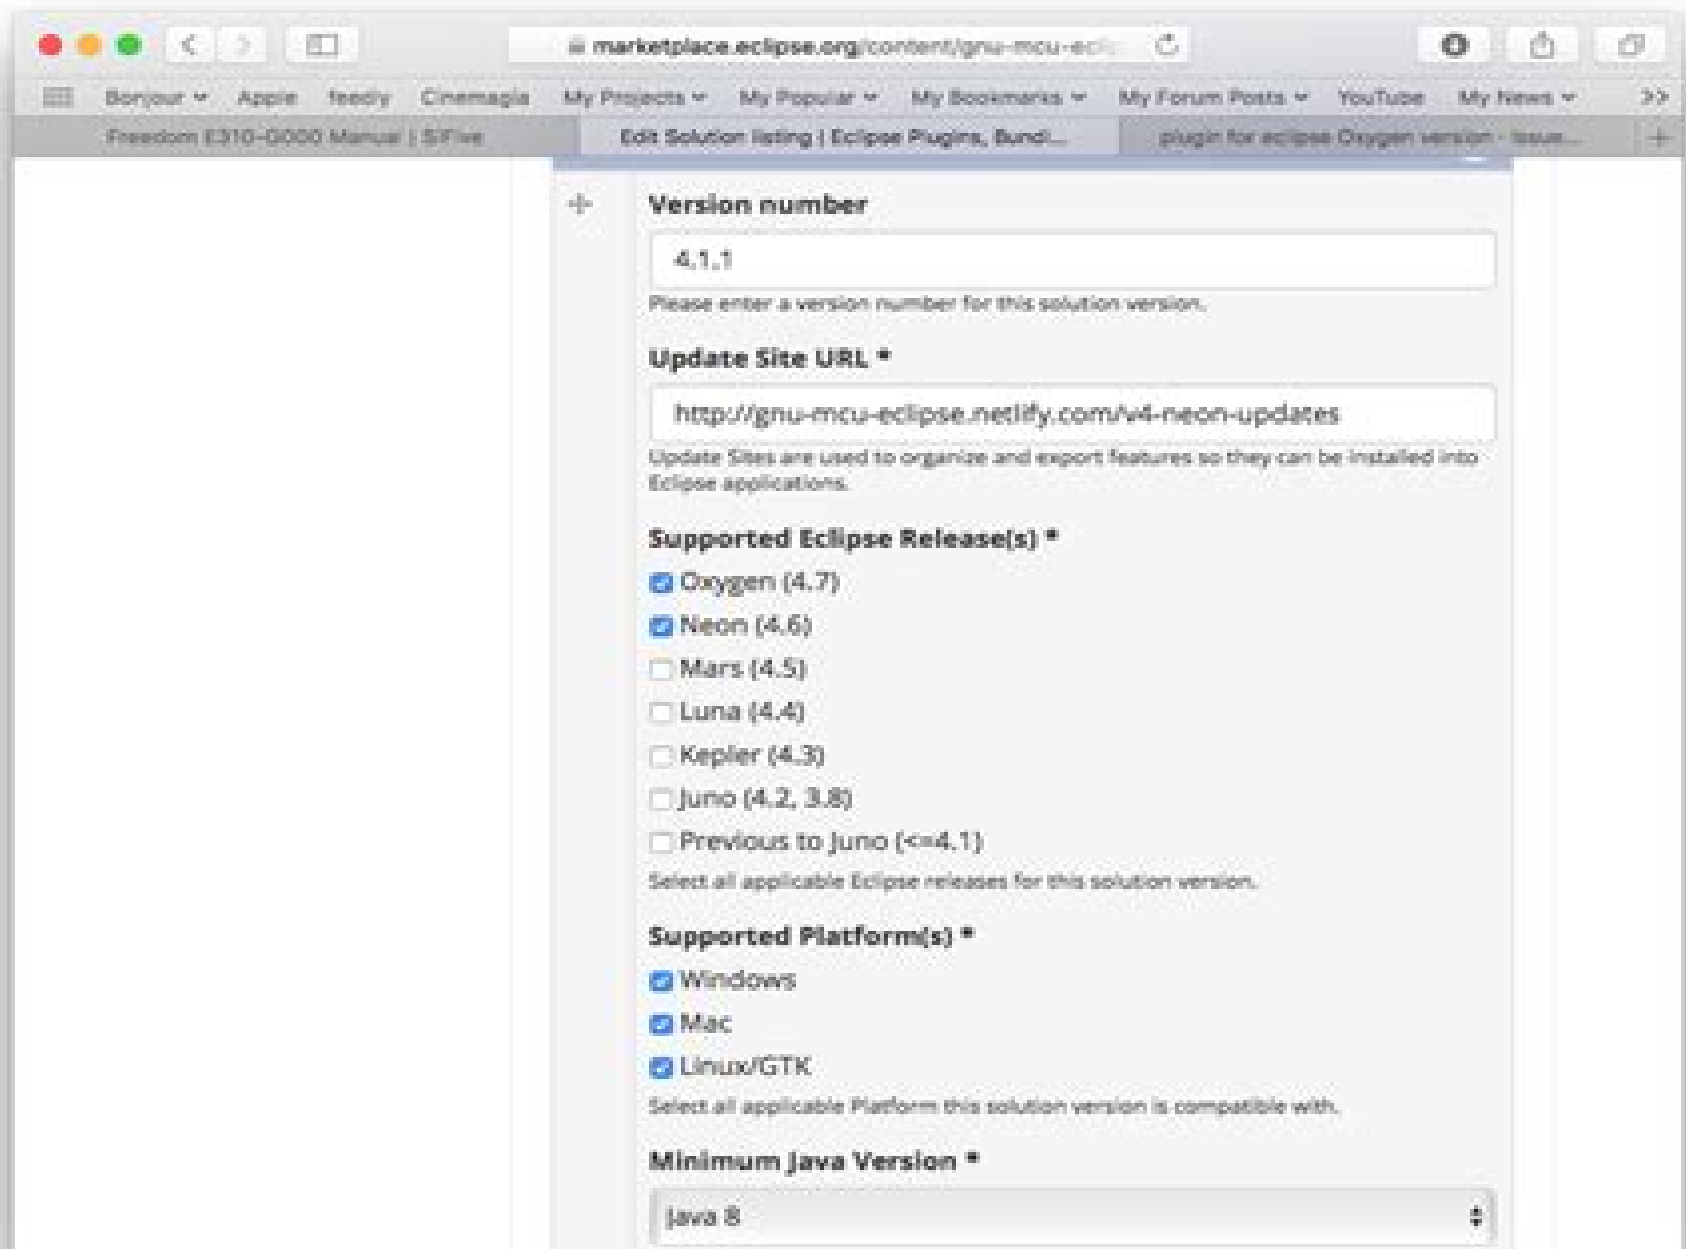 marketplace.eclipse.org/content/gnu-mcu-ecli
Bonjour Apple feedly Cinemagia My Projects My Popular My Bookmarks My Forum Posts YouTube My News >>
Freedom E310-G000 Manual | SiFive Edit Solution listing | Eclipse Plugins, Bundl... plugin for eclipse Oxygen version · Issue... +
Version number
4.1.1
Please enter a version number for this solution version.
Update Site URL *
http://gnu-mcu-eclipse.netlify.com/v4-neon-updates
Update Sites are used to organize and export features so they can be installed into
Eclipse applications.
Supported Eclipse Release(s) *
Oxygen (4.7)
Neon (4.6)
Mars (4.5)
Luna (4.4)
Kepler (4.3)
Juno (4.2, 3.8)
Previous to Juno (<=4.1)
Select all applicable Eclipse releases for this solution version.
Supported Platform(s) *
Windows
Mac
Linux/GTK
Select all applicable Platform this solution version is compatible with.
Minimum Java Version *
Java 8